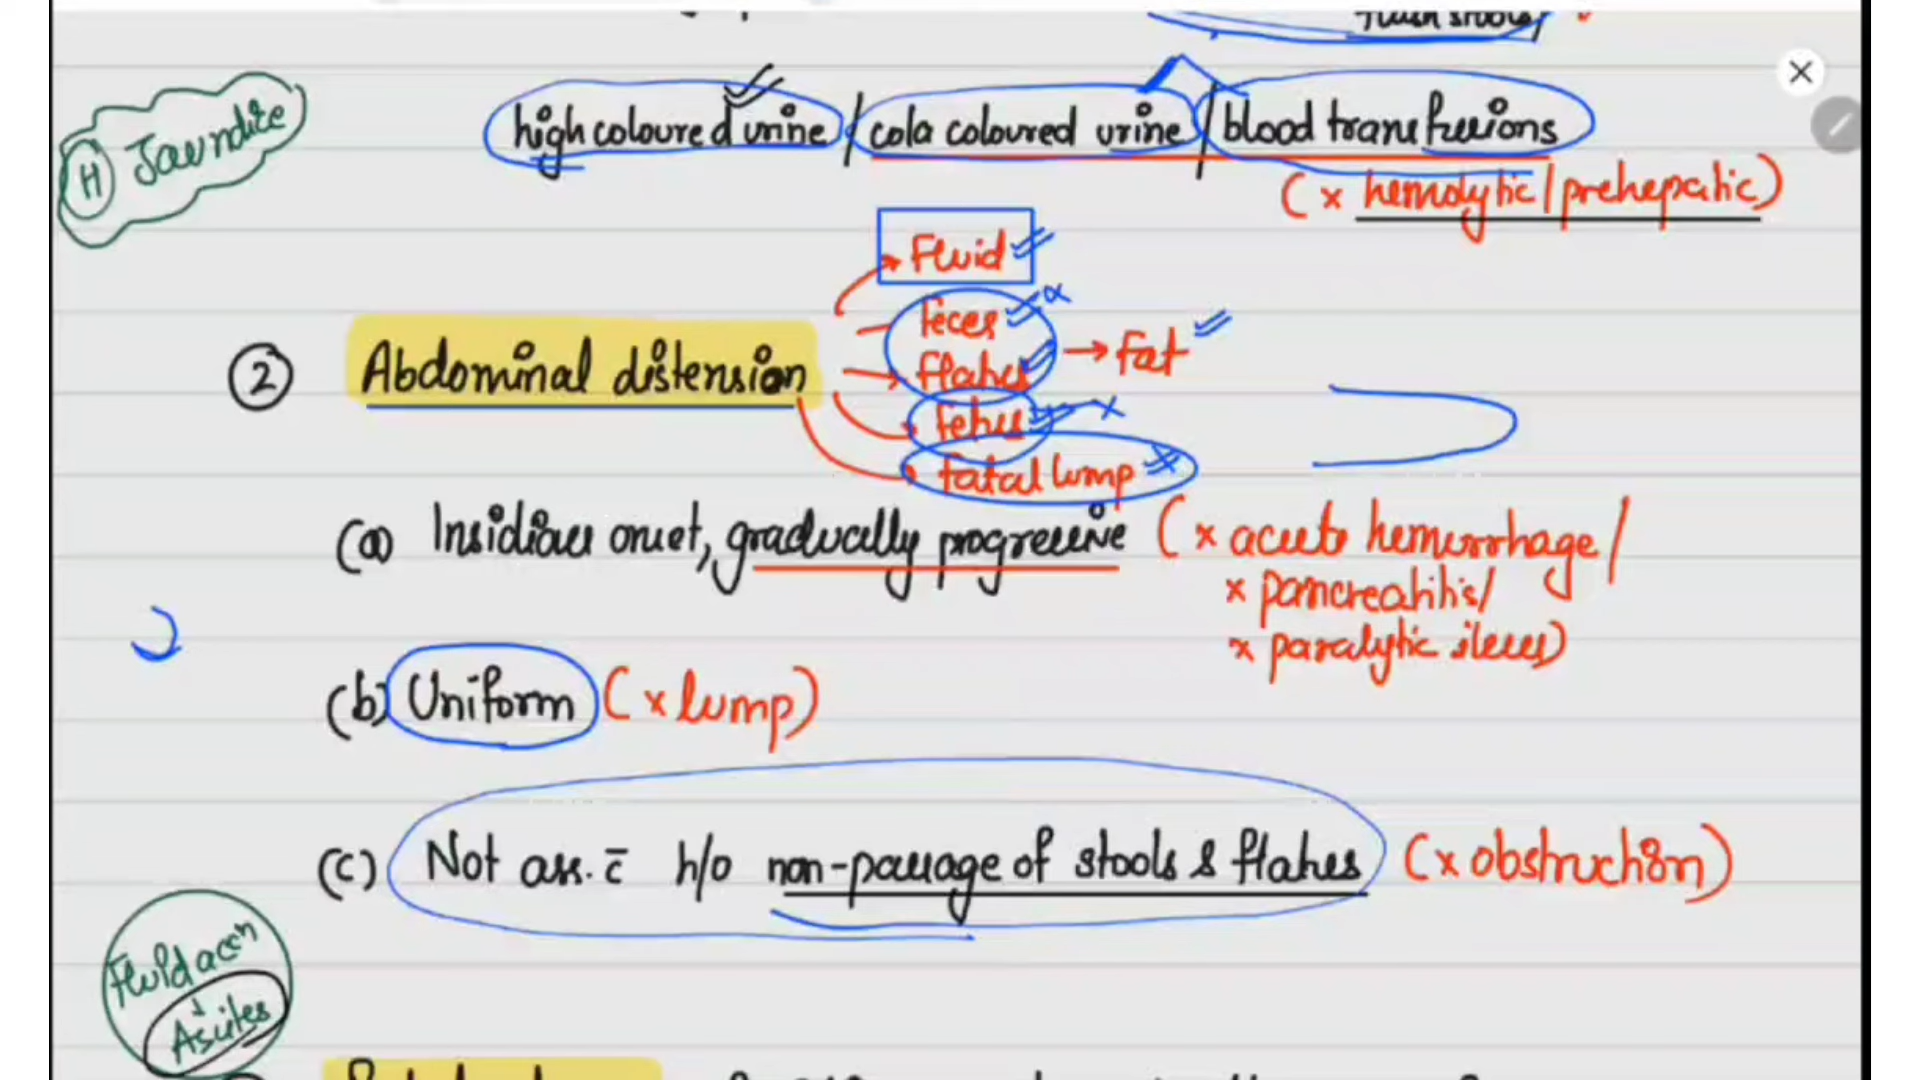 high coloured urine / cola coloured urine / blood transfusions
(H) Jaundice
(x hemolytic/prehepatic)
Fluid
Feces
Flatus → Fat
② Abdominal distension
Fetus
Fatal lump
(a) Insidious onset, gradually progressive (x acute hemorrhage/
x pancreatitis/
x paralytic ileus)
(b) Uniform (x lump)
(c) Not ass. c̄ h/o non-passage of stools & flatus (x obstruction)
Fluid accn
↓
Ascites